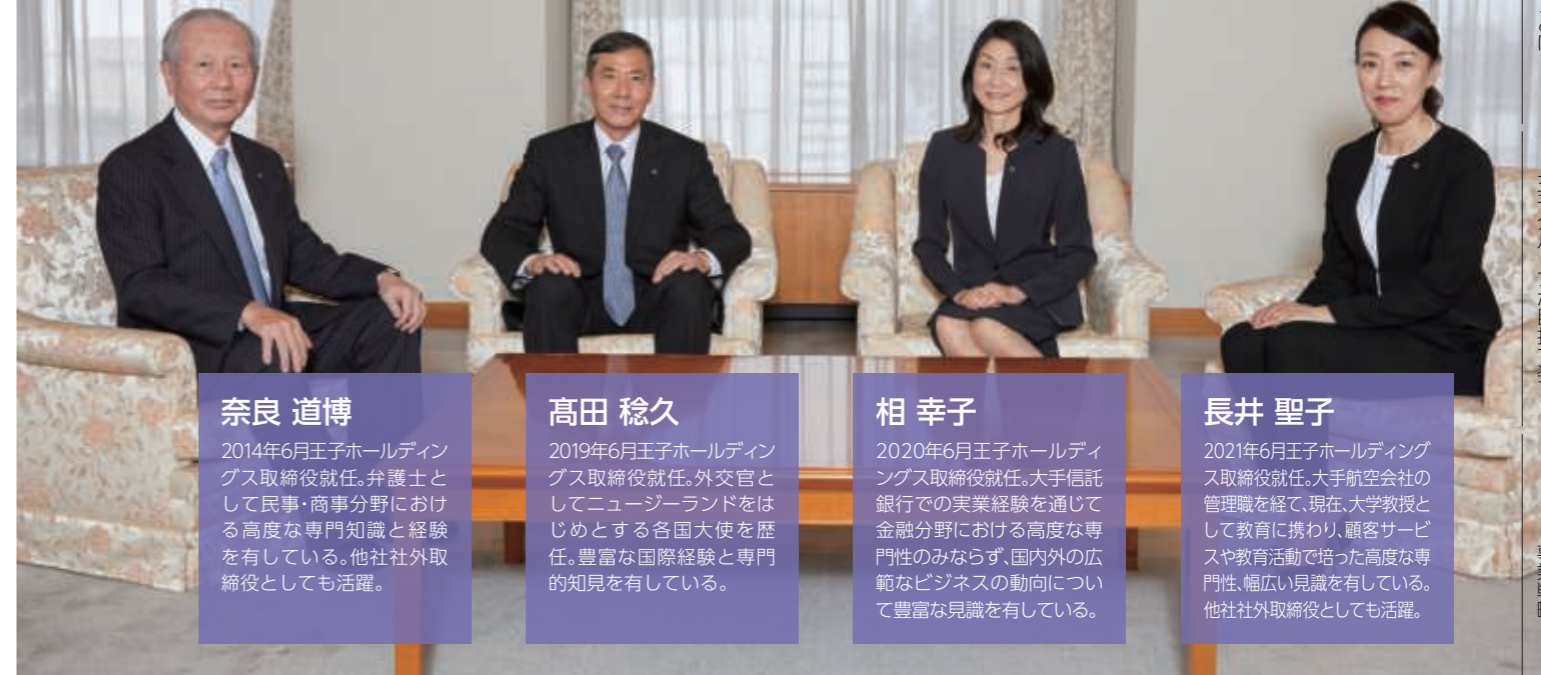 奈良 道博
2014年6月王子ホールディン
グス取締役就任。弁護士と
して民事・商事分野におけ
る高度な専門知識と経験
を有している。他社社外取
締役としても活躍。
髙田 稔久
2019年6月王子ホールディン
グス取締役就任。外交官と
してニュージーランドをは
じめとする各国大使を歴
任。豊富な国際経験と専門
的知見を有している。
相 幸子
2020年6月王子ホールディ
ングス取締役就任。大手信託
銀行での実業経験を通じて
金融分野における高度な専
門性のみならず、国内外の広
範なビジネスの動向につい
て豊富な見識を有している。
長井 聖子
2021年6月王子ホールディング
ス取締役就任。大手航空会社の
管理職を経て、現在、大学教授と
して教育に携わり、顧客サービ
スや教育活動で培った高度な専
門性、幅広い見識を有している。
他社社外取締役としても活躍。